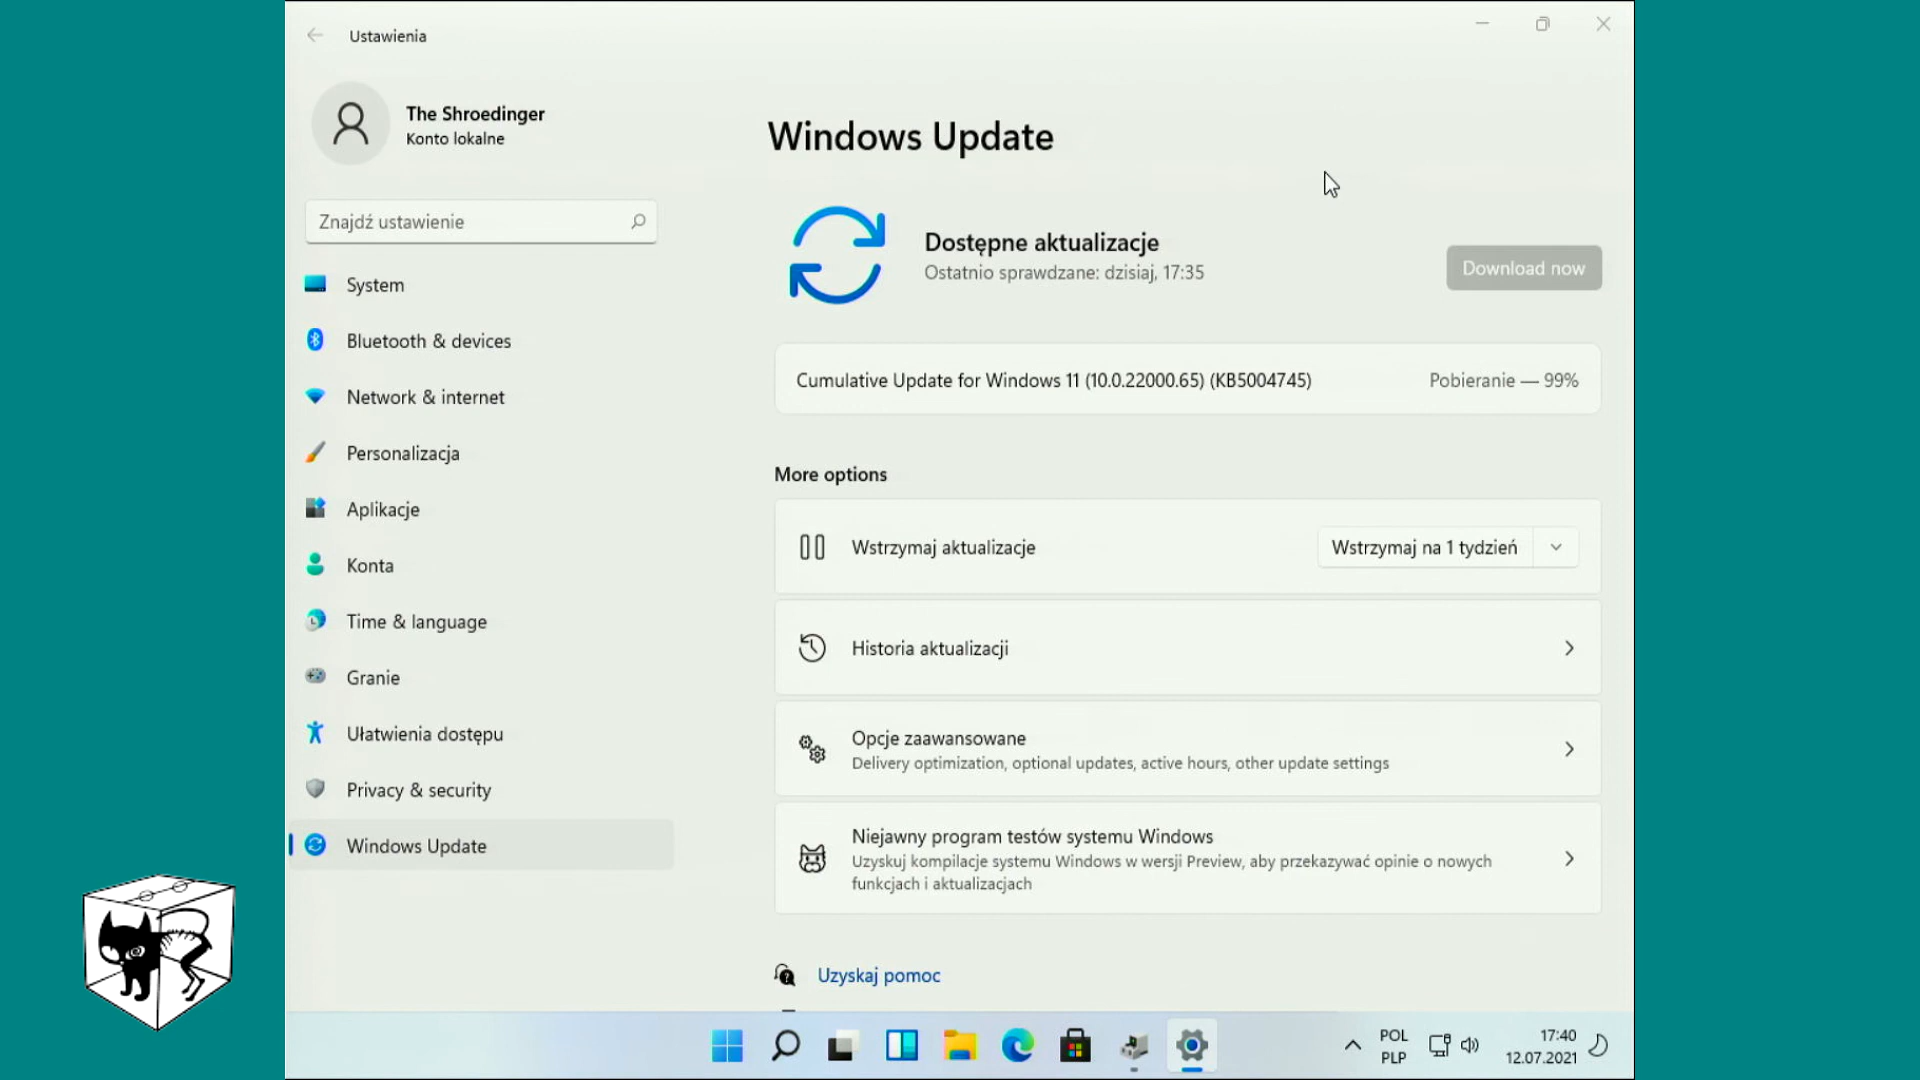 Ustawienia
The Shroedinger
Konto lokalne
Znajdź ustawienie
System
Bluetooth & devices
Network & internet
Personalizacja
Aplikacje
Konta
Time & language
Granie
Ułatwienia dostępu
Privacy & security
Windows Update
Windows Update
Dostępne aktualizacje
Ostatnio sprawdzane: dzisiaj, 17:35
Download now
Cumulative Update for Windows 11 (10.0.22000.65) (KB5004745)
Pobieranie — 99%
More options
Wstrzymaj aktualizacje
Wstrzymaj na 1 tydzień
Historia aktualizacji
Opcje zaawansowane
Delivery optimization, optional updates, active hours, other update settings
Niejawny program testów systemu Windows
Uzyskuj kompilacje systemu Windows w wersji Preview, aby przekazywać opinie o nowych
funkcjach i aktualizacjach
Uzyskaj pomoc
POL
PLP
17:40
12.07.2021